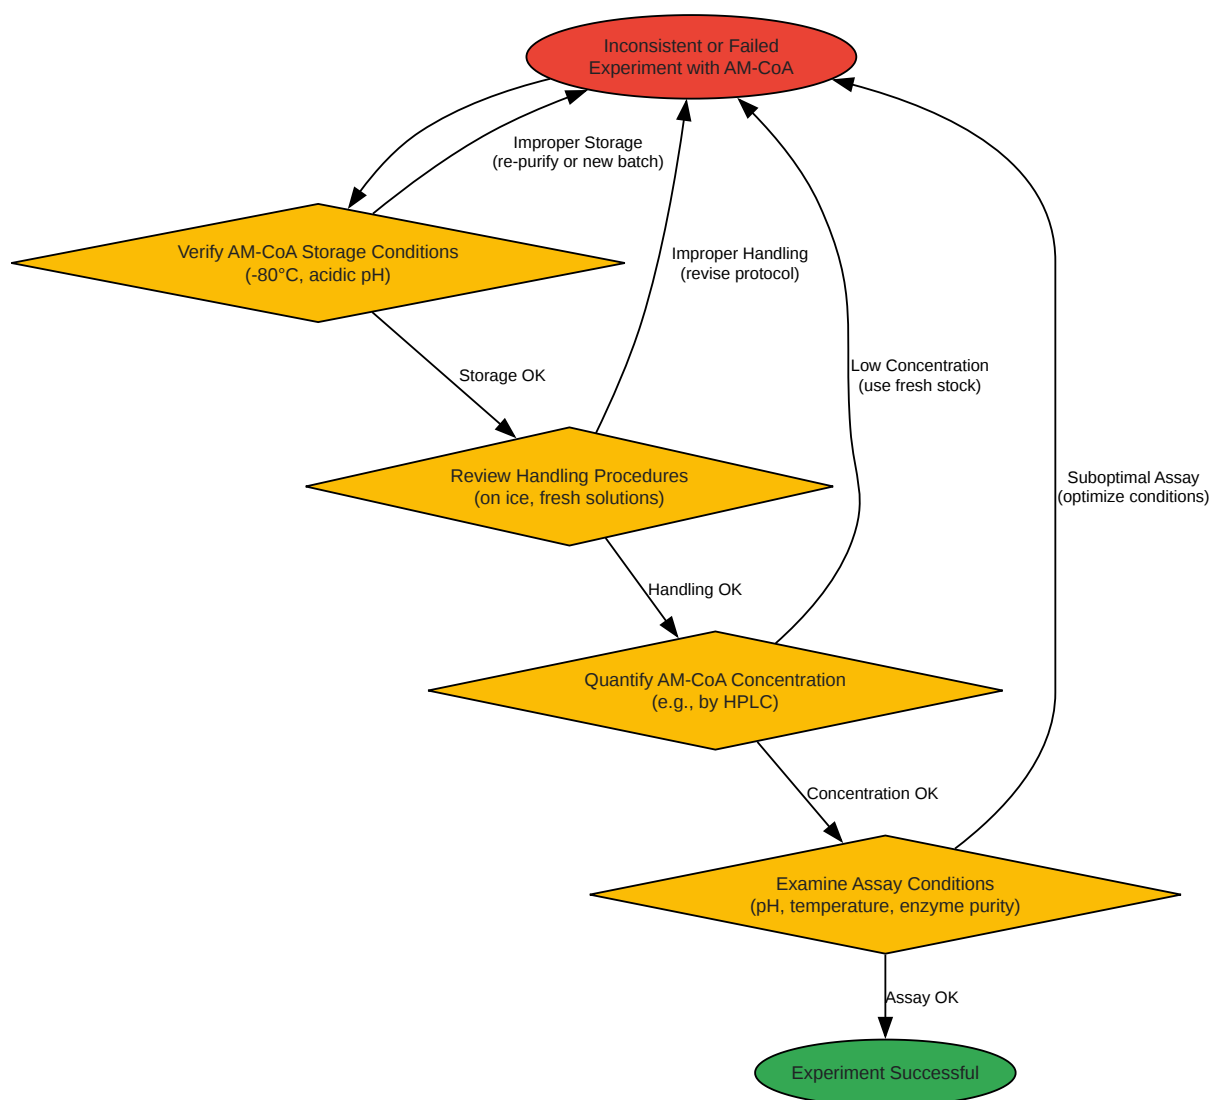 Inconsistent or Failed
Experiment with AM-CoA
Improper Storage
(re-purify or new batch)
Verify AM-CoA Storage Conditions
(-80°C, acidic pH)
Improper Handling
(revise protocol)
Storage OK
Low Concentration
(use fresh stock)
Review Handling Procedures
(on ice, fresh solutions)
Suboptimal Assay
(optimize conditions)
Handling OK
Quantify AM-CoA Concentration
(e.g., by HPLC)
Concentration OK
Examine Assay Conditions
(pH, temperature, enzyme purity)
Assay OK
Experiment Successful